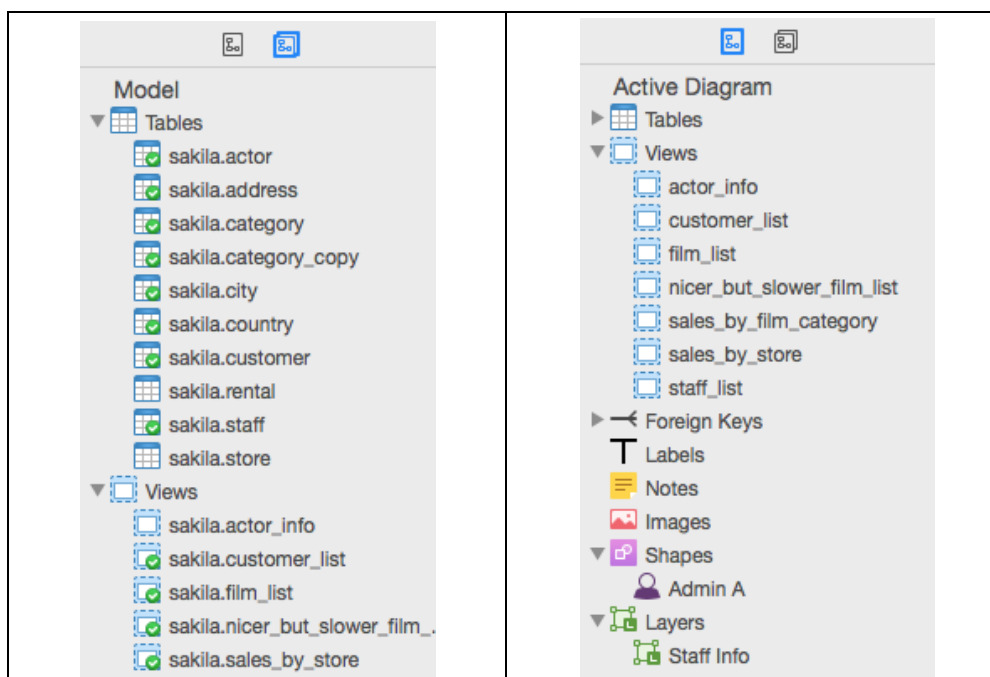 Model
Tables
sakila.actor
sakila.address
sakila.category
sakila.category_copy
sakila.city
sakila.country
sakila.customer
sakila.rental
sakila.staff
sakila.store
Views
sakila.actor_info
sakila.customer_list
sakila.film_list
sakila.nicer_but_slower_film_.
sakila.sales_by_store
Active Diagram
Tables
Views
actor_info
customer_list
film_list
nicer_but_slower_film_list
sales_by_film_category
sales_by_store
staff_list
Foreign Keys
Labels
Notes
Images
Shapes
Admin A
Layers
Staff Info